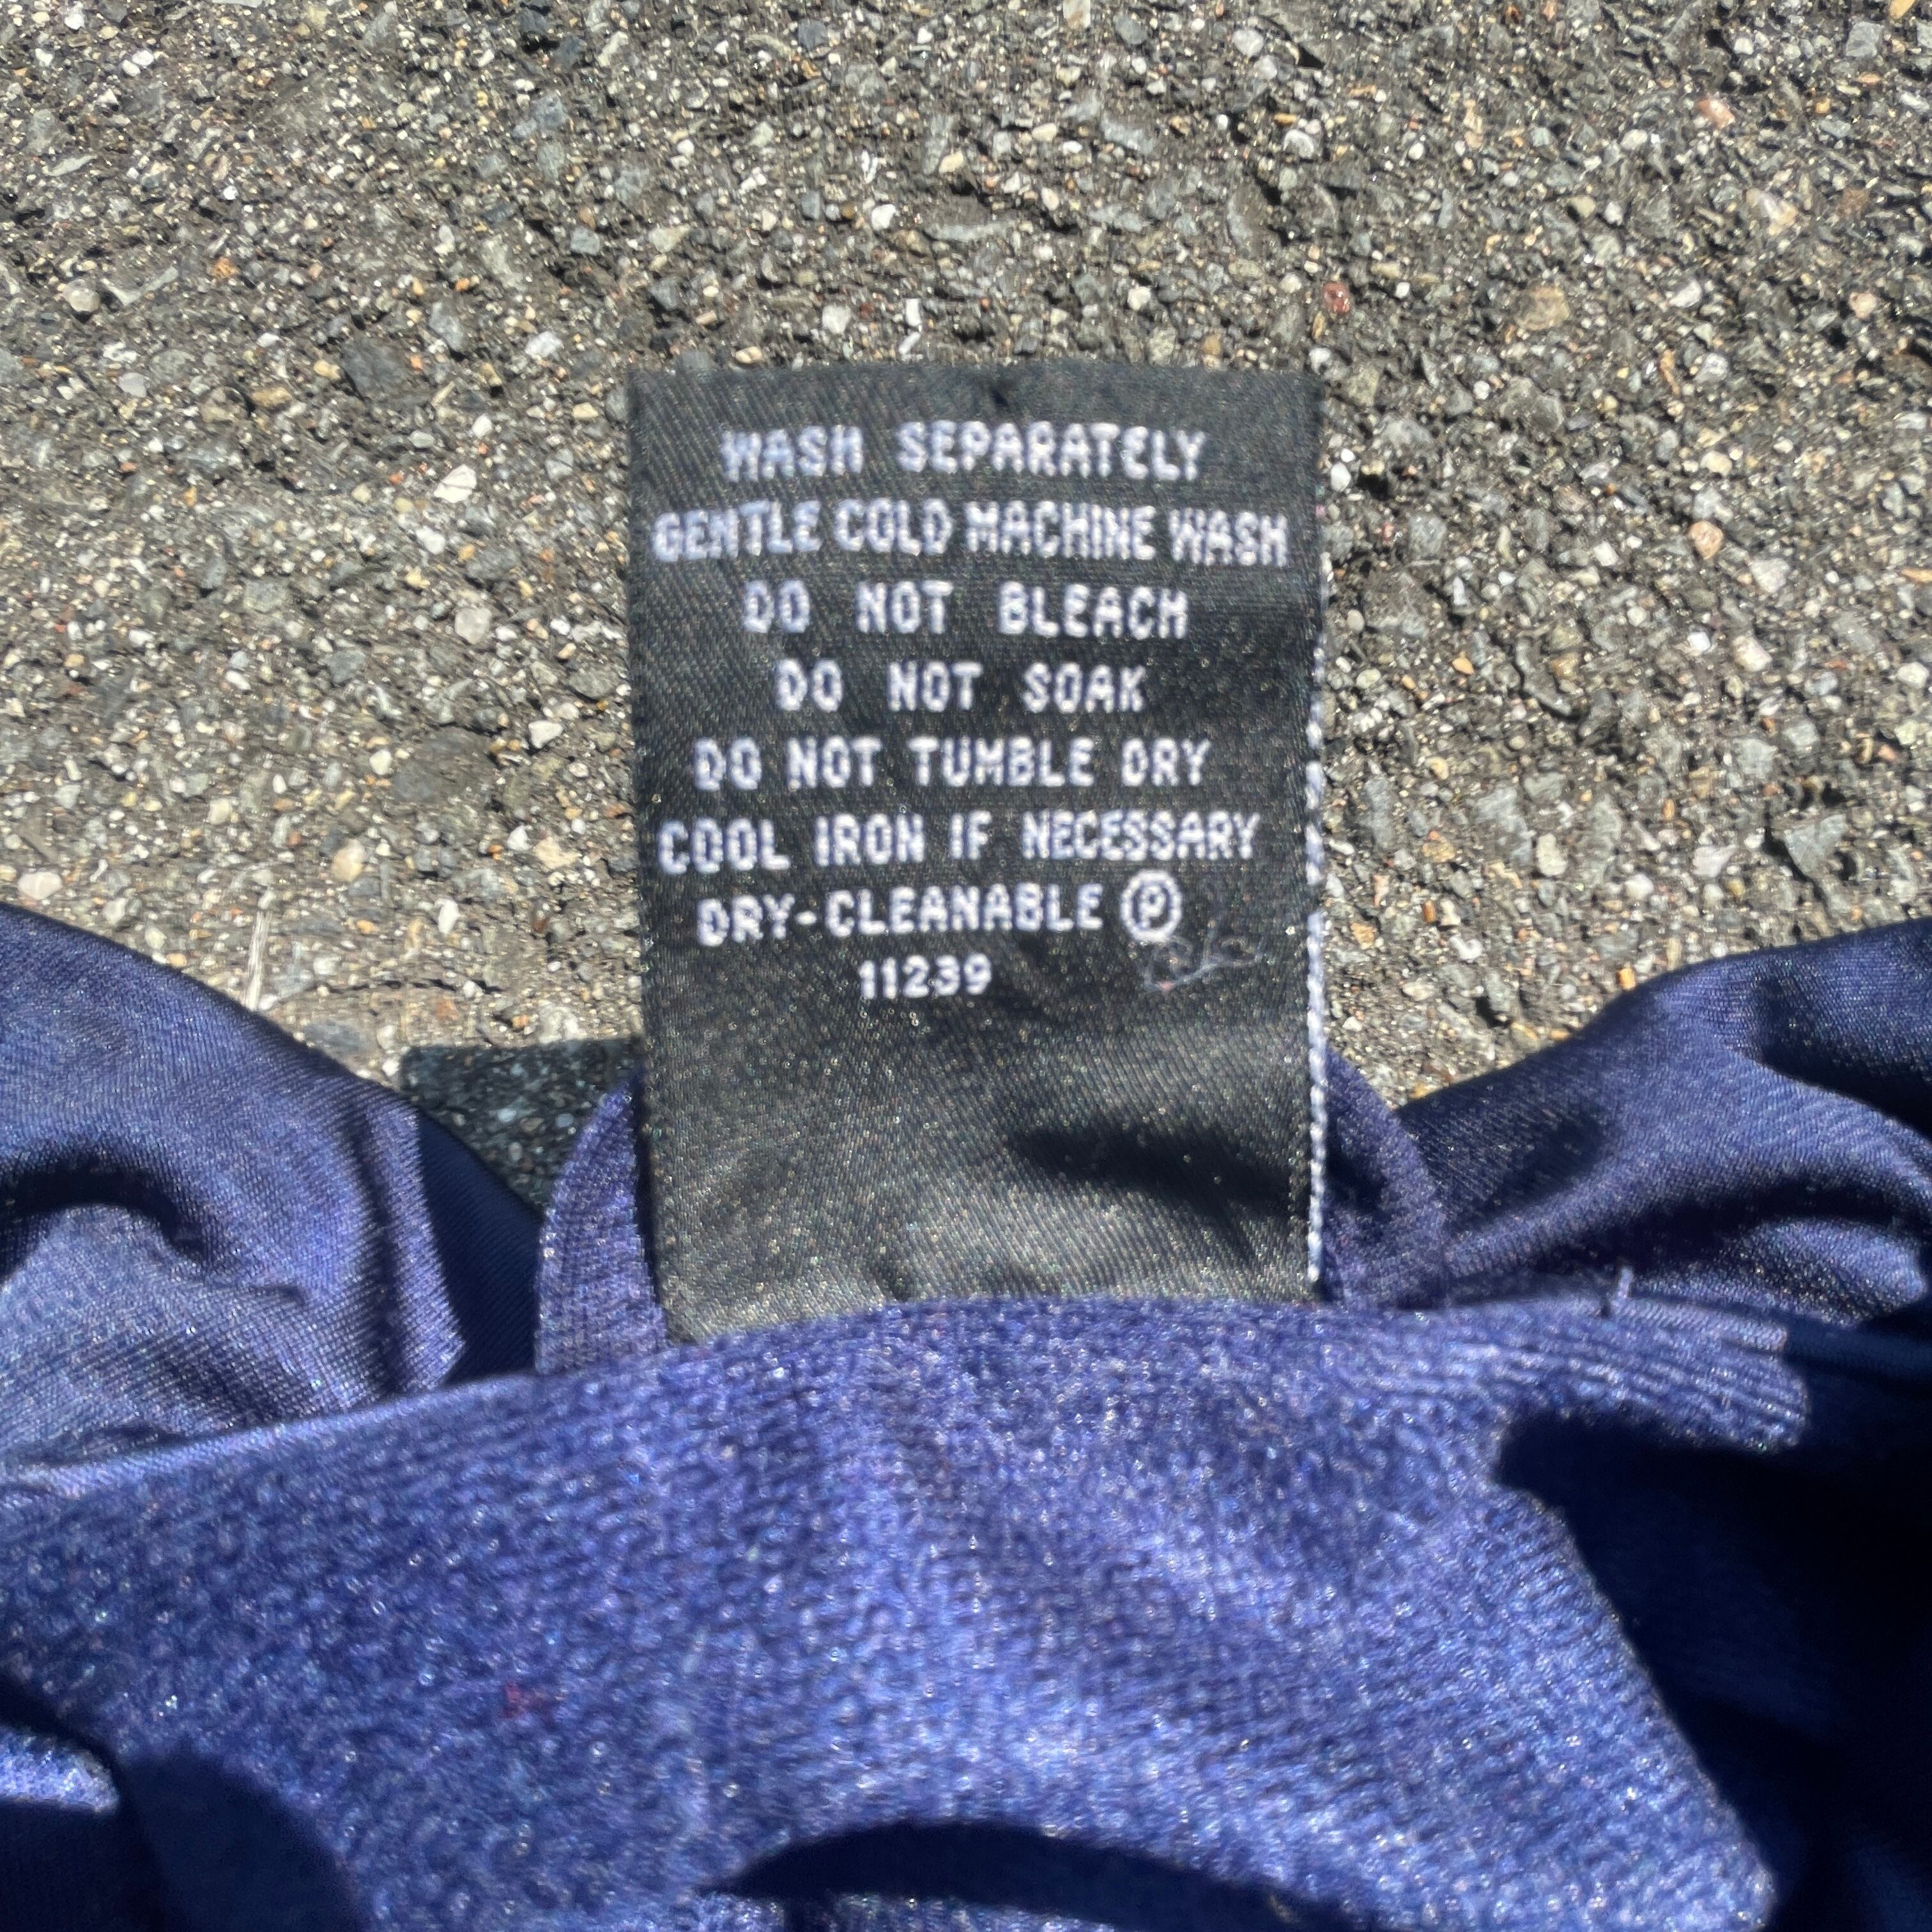 WASH SEPARATELY
GENTLE COLD MACHINE WASH
DO NOT BLEACH
DO NOT SOAK
DO NOT TUMBLE DRY
COOL IRON IF NECESSARY
DRY-CLEANABLE Ⓟ
11239